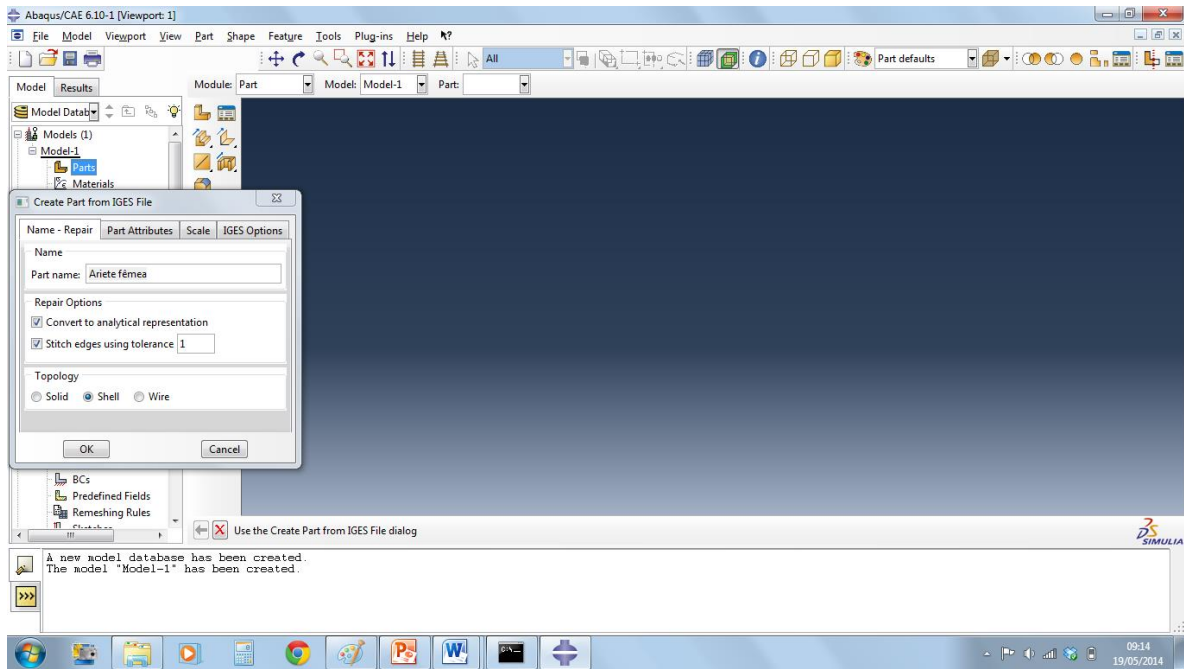 Abaqus/CAE 6.10-1 [Viewport: 1]
File Model Viewport View Part Shape Feature Tools Plug-ins Help
All
Part defaults
Model Results
Module: Part Model: Model-1 Part:
Model Datab
Models (1)
Model-1
Parts
Materials
Create Part from IGES File
Name - Repair Part Attributes Scale IGES Options
Name
Part name: Ariete fêmea
Repair Options
Convert to analytical representation
Stitch edges using tolerance 1
Topology
Solid Shell Wire
OK Cancel
BCs
Predefined Fields
Remeshing Rules
Use the Create Part from IGES File dialog
SIMULIA
A new model database has been created.
The model "Model-1" has been created.
>>>
09:14
19/05/2014